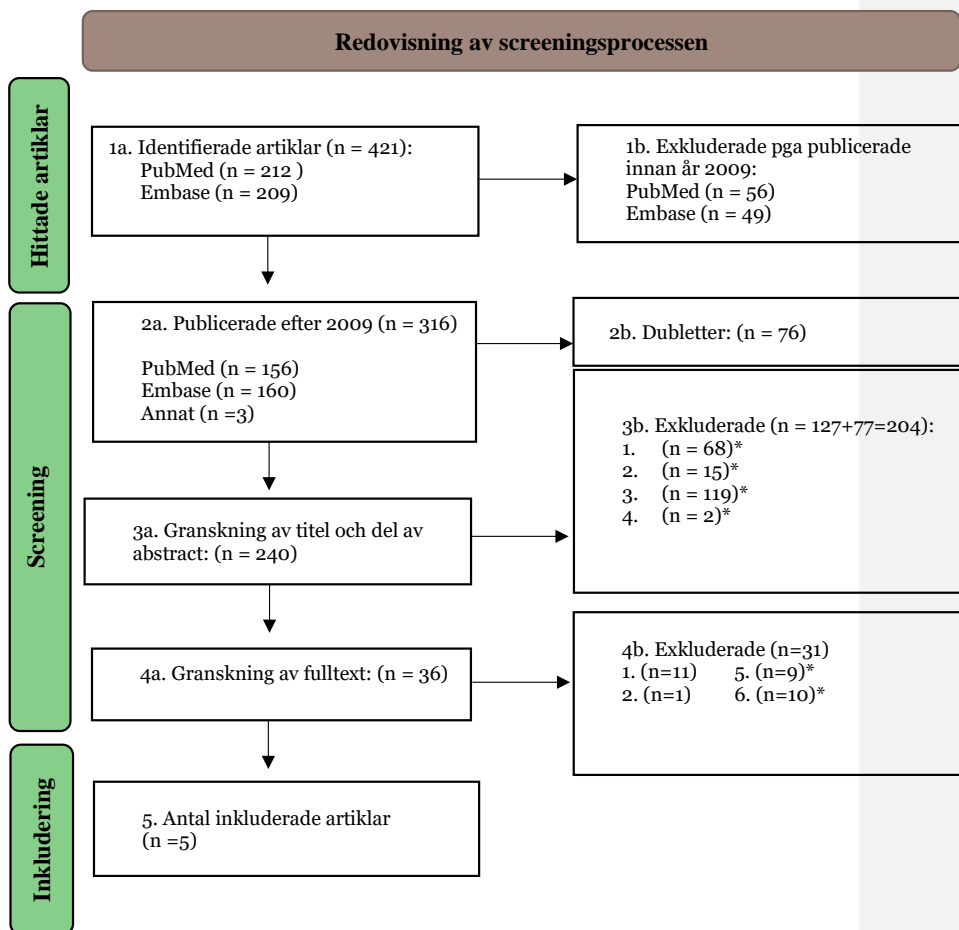 Redovisning av screeningsprocessen
Hittade artiklar
1a. Identifierade artiklar (n = 421):
PubMed (n = 212 )
Embase (n = 209)
1b. Exkluderade pga publicerade
innan år 2009:
PubMed (n = 56)
Embase (n = 49)
Screening
2a. Publicerade efter 2009 (n = 316)
PubMed (n = 156)
Embase (n = 160)
Annat (n =3)
2b. Dubletter: (n = 76)
3a. Granskning av titel och del av
abstract: (n = 240)
3b. Exkluderade (n = 127+77=204):
1. (n = 68)*
2. (n = 15)*
3. (n = 119)*
4. (n = 2)*
4a. Granskning av fulltext: (n = 36)
4b. Exkluderade (n=31)
1. (n=11) 5. (n=9)*
2. (n=1) 6. (n=10)*
Inkludering
5. Antal inkluderade artiklar
(n =5)